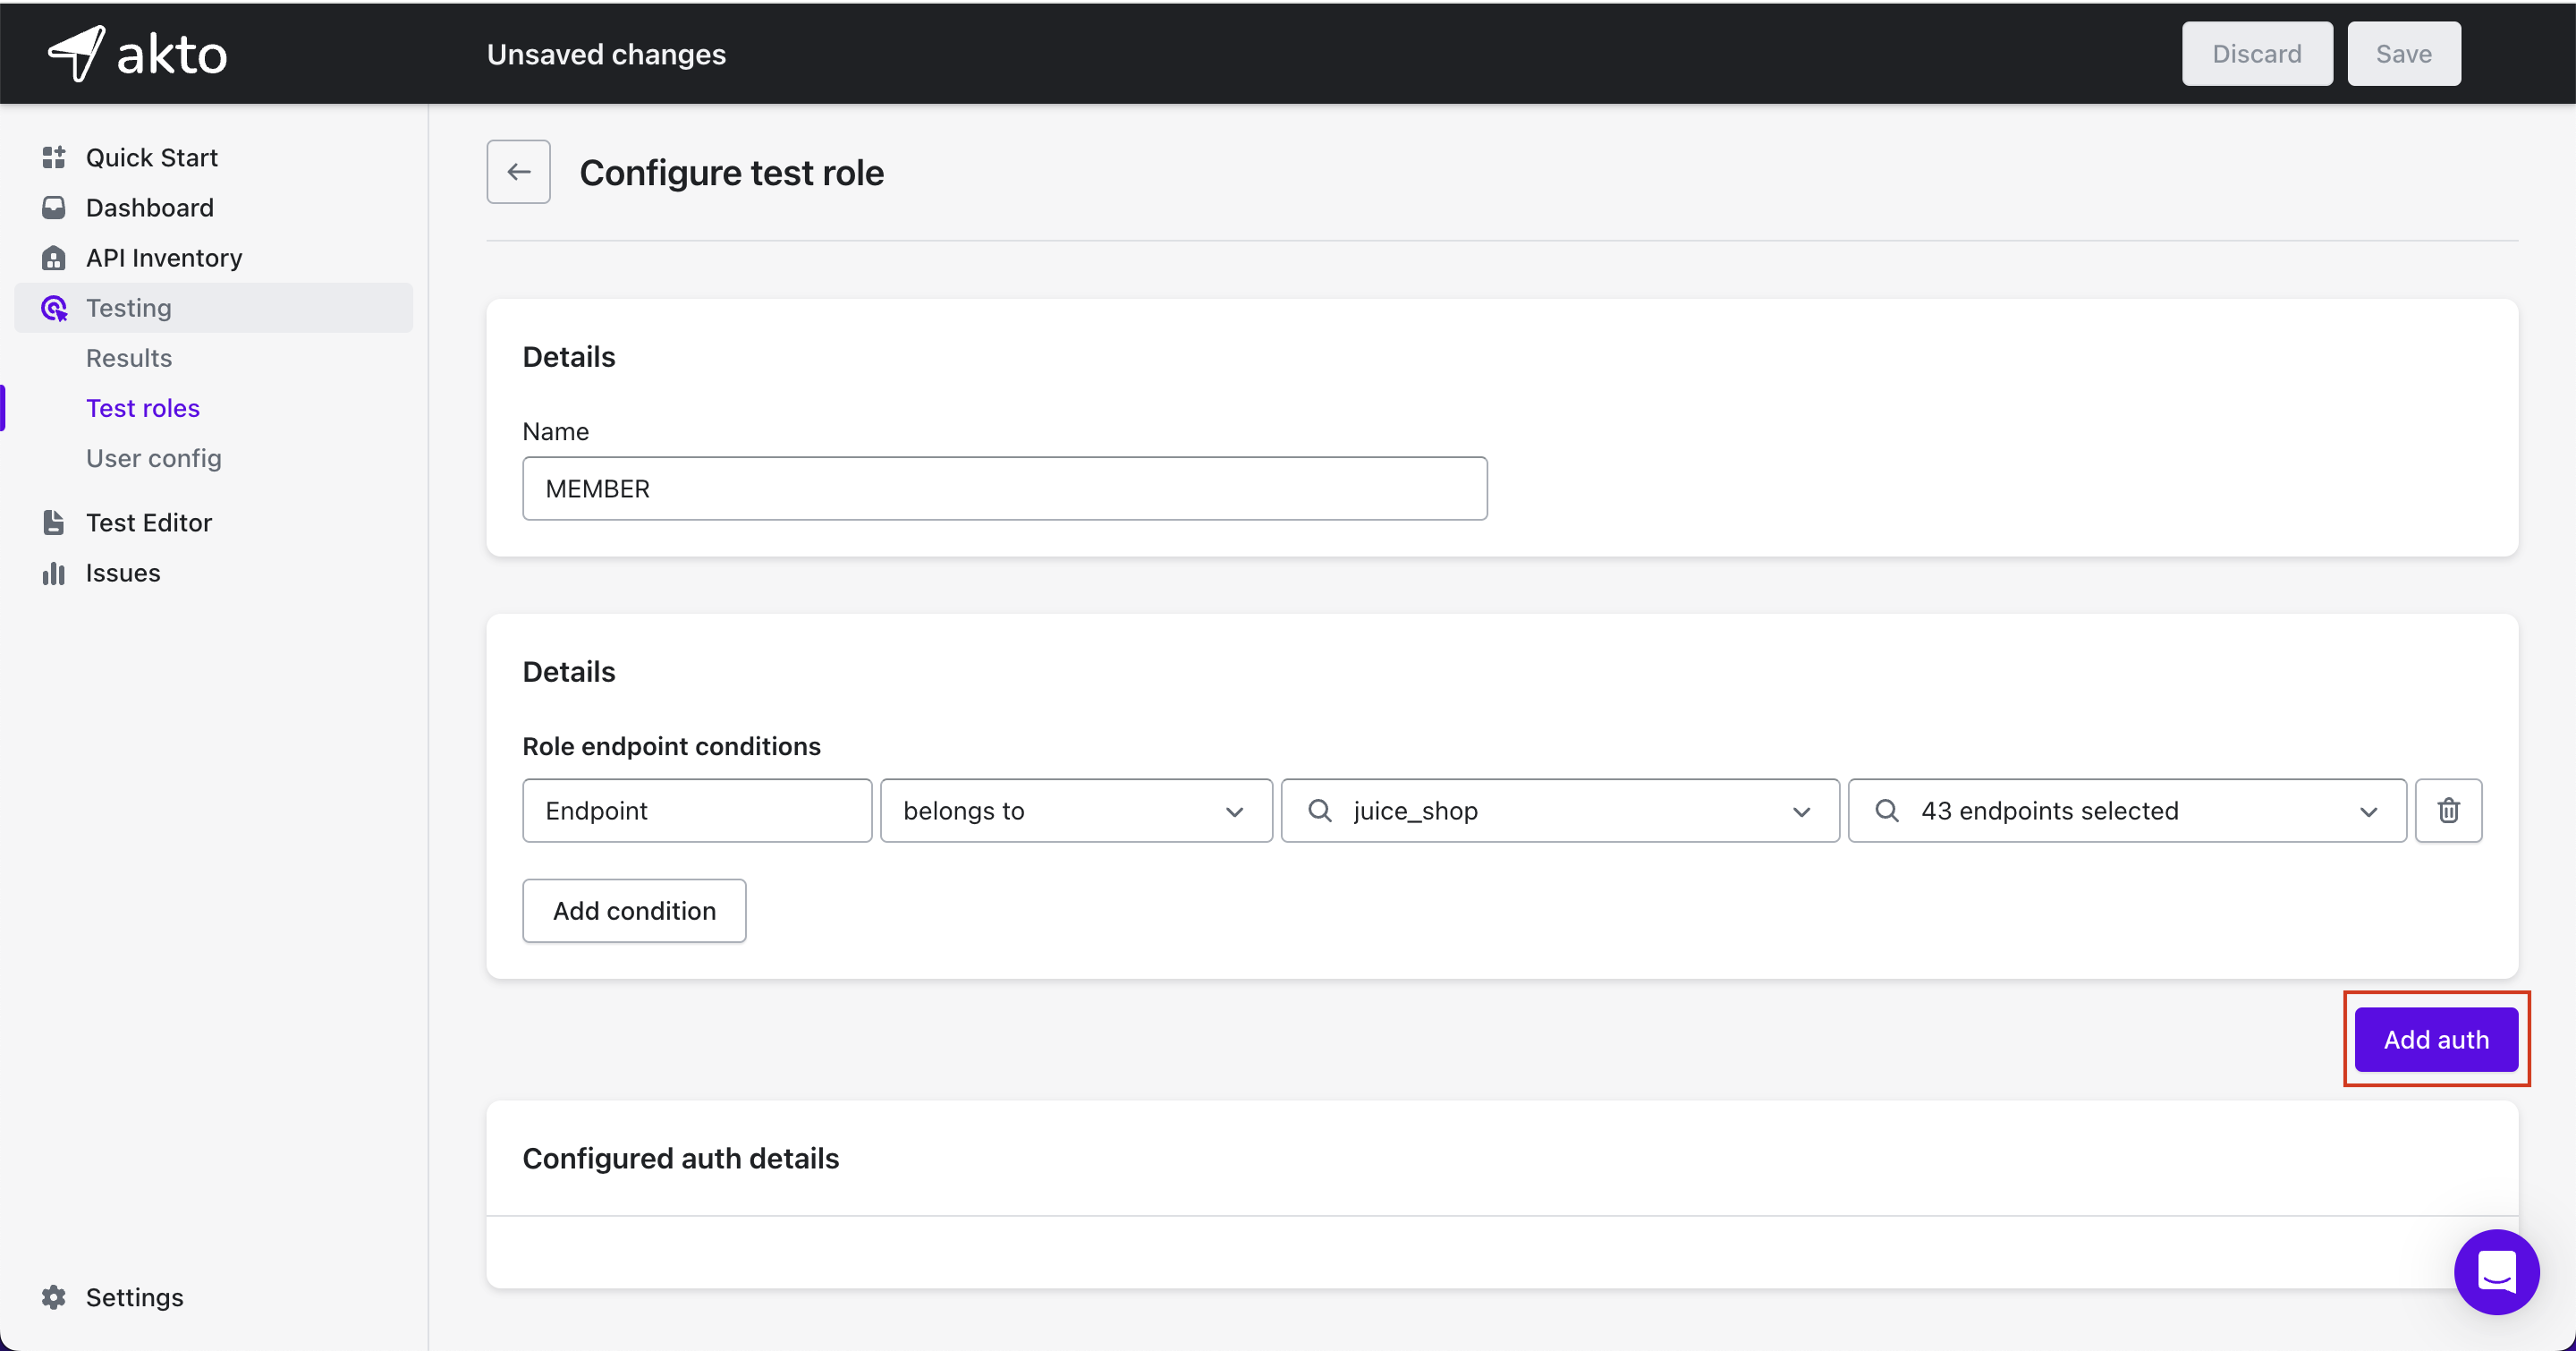 akto
Unsaved changes
Discard
Save
Quick Start
Dashboard
API Inventory
Testing
Results
Test roles
User config
Test Editor
Issues
Settings
Configure test role
Details
Name
MEMBER
Details
Role endpoint conditions
Endpoint
belongs to
juice_shop
43 endpoints selected
Add condition
Add auth
Configured auth details